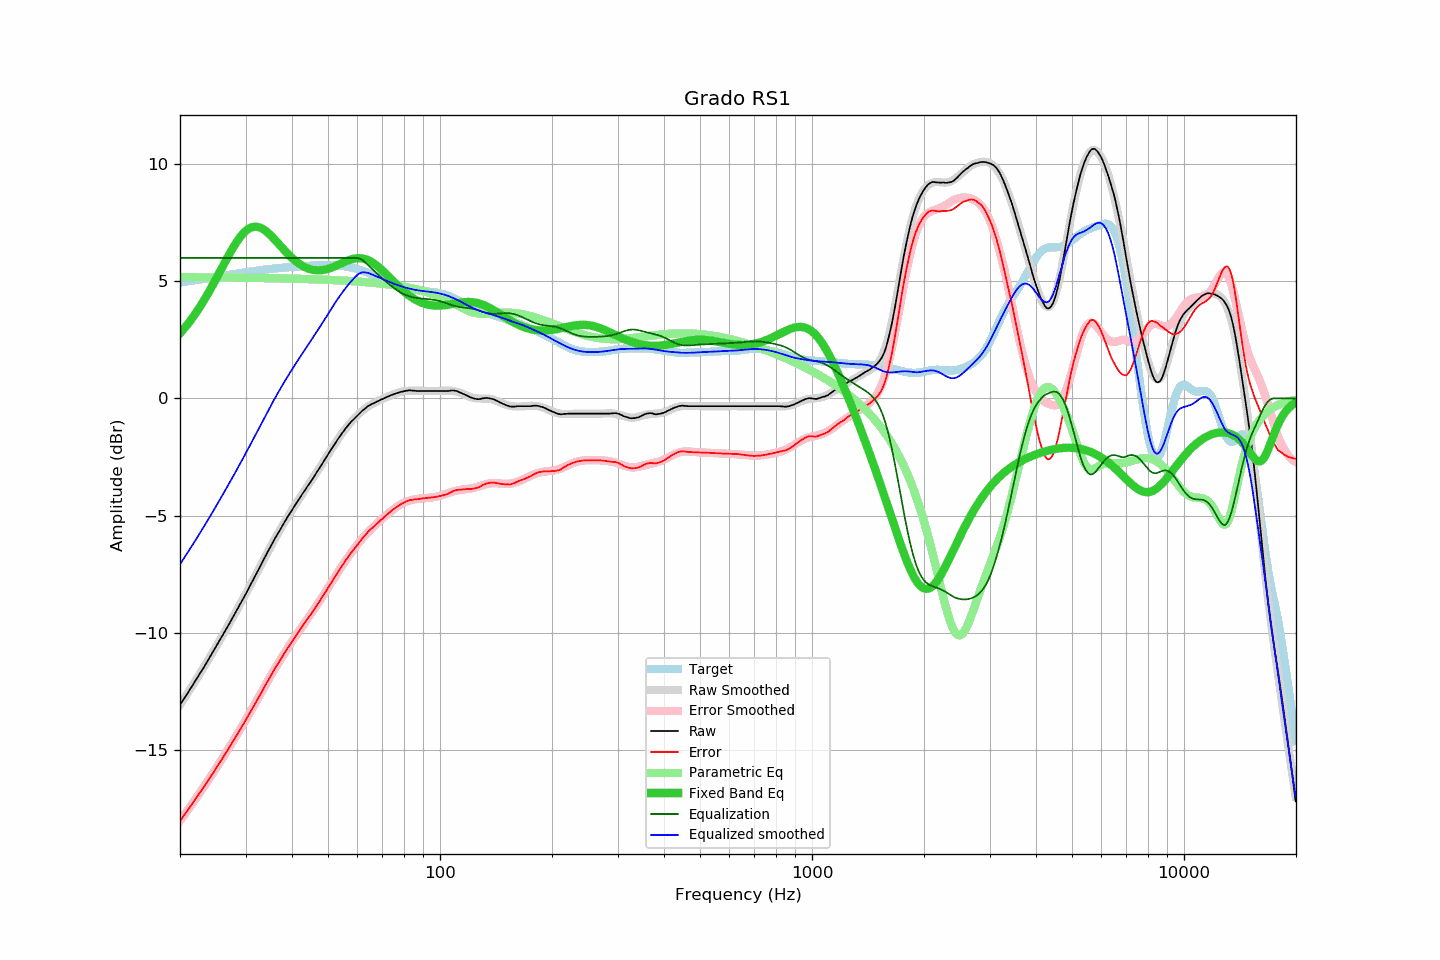 Grado RS1
Amplitude (dBr)
10
5
0
−5
−10
−15
Target
Raw Smoothed
Error Smoothed
Raw
Error
Parametric Eq
Fixed Band Eq
Equalization
Equalized smoothed
100
1000
10000
Frequency (Hz)